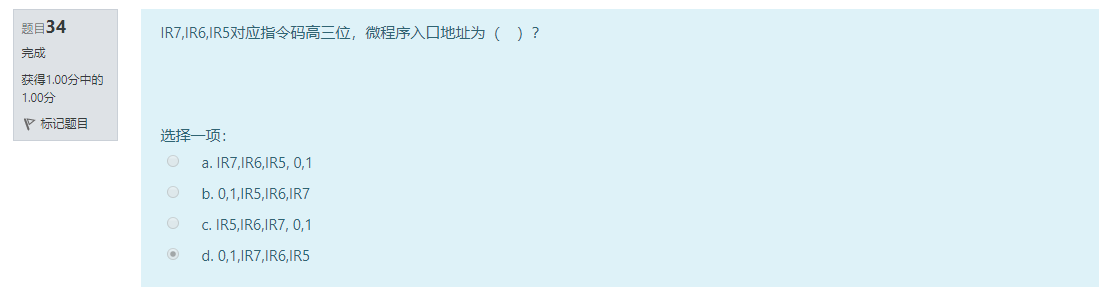 题目34
完成
获得1.00分中的
1.00分
标记题目
IR7,IR6,IR5对应指令码高三位，微程序入口地址为（　）？
选择一项：
a. IR7,IR6,IR5, 0,1
b. 0,1,IR5,IR6,IR7
c. IR5,IR6,IR7, 0,1
d. 0,1,IR7,IR6,IR5